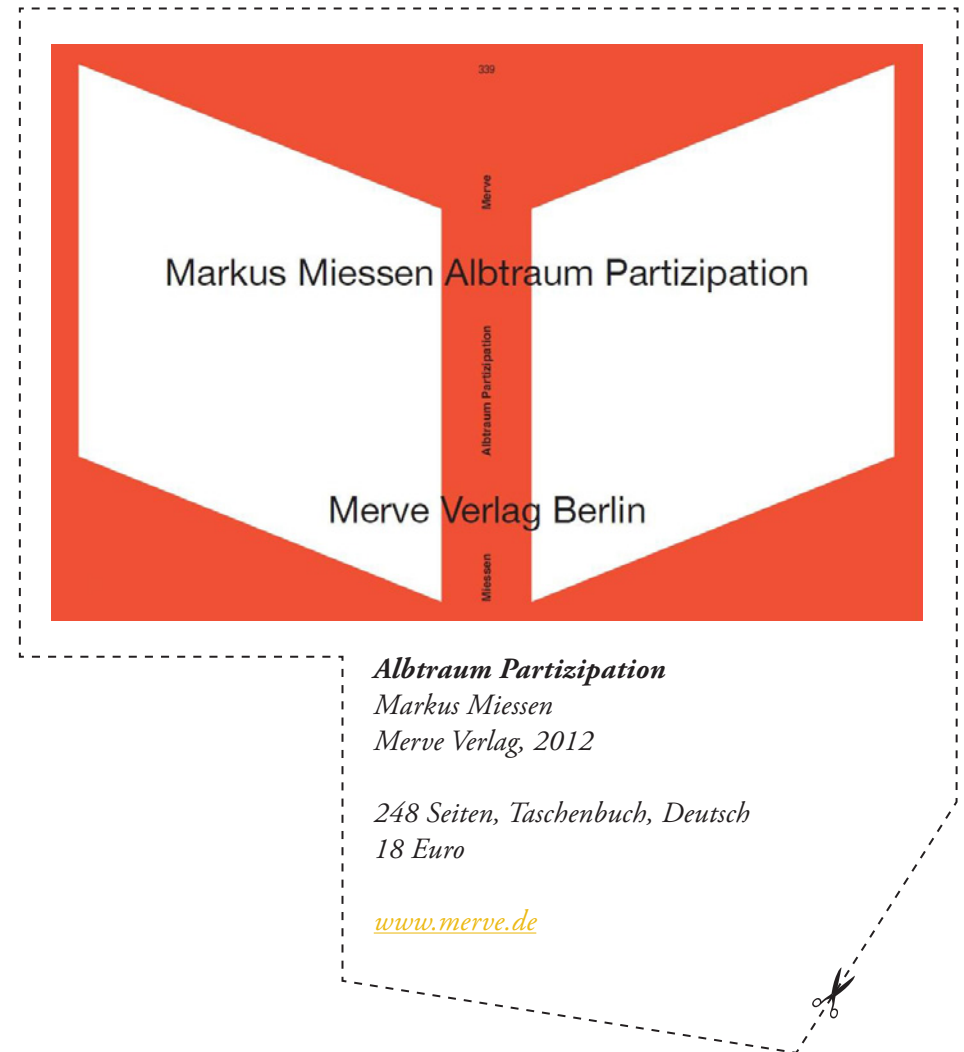 339
Merve
Markus Miessen Albtraum Partizipation
Albtraum Partizipation
Merve Verlag Berlin
Miessen
Albtraum Partizipation
Markus Miessen
Merve Verlag, 2012
248 Seiten, Taschenbuch, Deutsch
18 Euro
www.merve.de